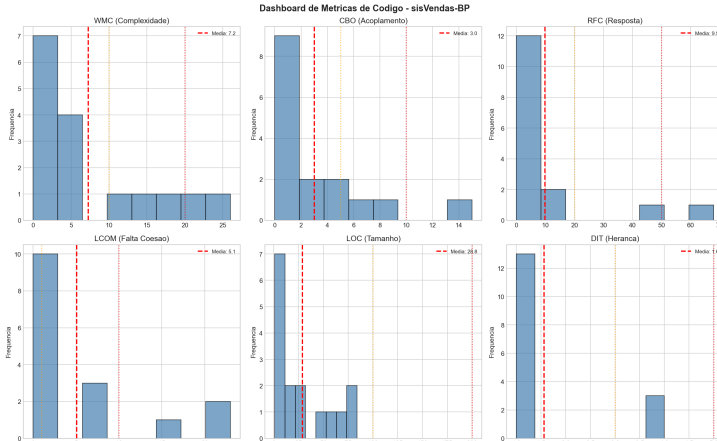 Dashboard de Metricas de Codigo - sisVendas-BP
WMC (Complexidade)
Media: 7.2
Frequencia
7
6
5
4
3
2
1
0
0 5 10 15 20 25
CBO (Acoplamento)
Media: 3.0
Frequencia
8
6
4
2
0
0 2 4 6 8 10 12 14
RFC (Resposta)
Frequencia
12
10
8
6
4
2
0
0 10 20 30 40 50 60
LCOM (Falta Coesao)
Media: 5.1
Frequencia
10
8
6
4
2
0
LOC (Tamanho)
Media: 28.8
Frequencia
7
6
5
4
3
2
1
0
DIT (Heranca)
Frequencia
12
10
8
6
4
2
0